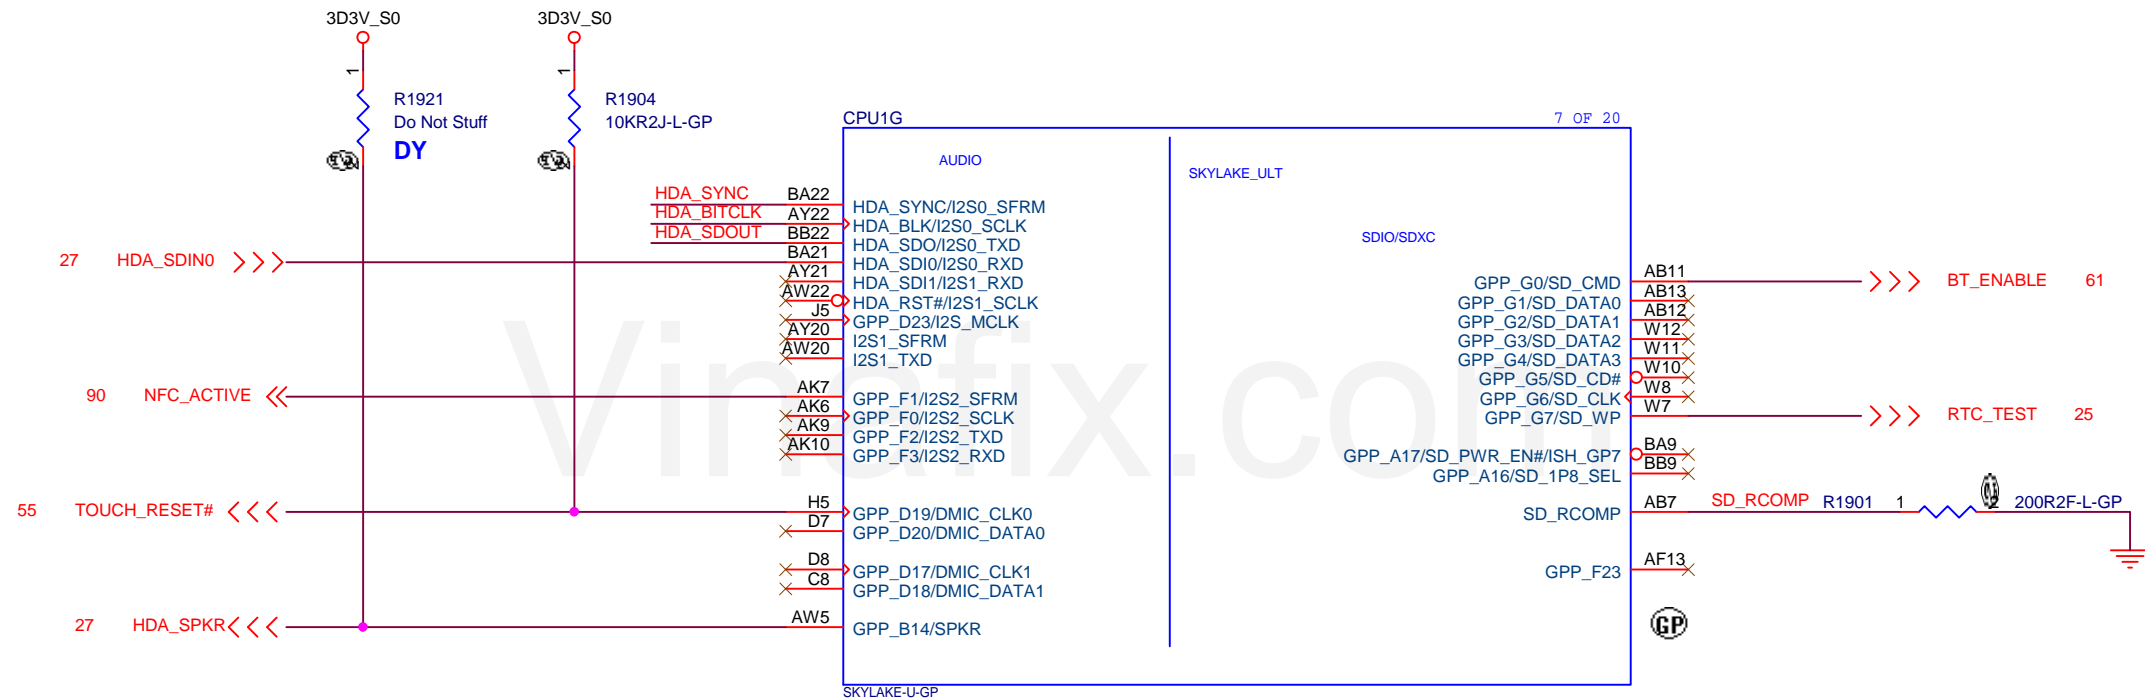 3D3V_S0
3D3V_S0
1
1
R1921
Do Not Stuff
DY
R1904
10KR2J-L-GP
CPU1G
7 OF 20
AUDIO
SKYLAKE_ULT
SDIO/SDXC
HDA_SYNC BA22 HDA_SYNC/I2S0_SFRM
HDA_BITCLK AY22 HDA_BLK/I2S0_SCLK
HDA_SDOUT BB22 HDA_SDO/I2S0_TXD
27 HDA_SDIN0 BA21 HDA_SDI0/I2S0_RXD
AY21 HDA_SDI1/I2S1_RXD
AW22 HDA_RST#/I2S1_SCLK
J5 GPP_D23/I2S_MCLK
AY20 I2S1_SFRM
AW20 I2S1_TXD
90 NFC_ACTIVE AK7 GPP_F1/I2S2_SFRM
AK6 GPP_F0/I2S2_SCLK
AK9 GPP_F2/I2S2_TXD
AK10 GPP_F3/I2S2_RXD
55 TOUCH_RESET# H5 GPP_D19/DMIC_CLK0
D7 GPP_D20/DMIC_DATA0
D8 GPP_D17/DMIC_CLK1
C8 GPP_D18/DMIC_DATA1
27 HDA_SPKR AW5 GPP_B14/SPKR
GPP_G0/SD_CMD AB11 BT_ENABLE 61
GPP_G1/SD_DATA0 AB13
GPP_G2/SD_DATA1 AB12
GPP_G3/SD_DATA2 W12
GPP_G4/SD_DATA3 W11
GPP_G5/SD_CD# W10
GPP_G6/SD_CLK W8
GPP_G7/SD_WP W7 RTC_TEST 25
GPP_A17/SD_PWR_EN#/ISH_GP7 BA9
GPP_A16/SD_1P8_SEL BB9
SD_RCOMP AB7 SD_RCOMP R1901 1 2 200R2F-L-GP
GPP_F23 AF13
GP
SKYLAKE-U-GP
Vinafix.com